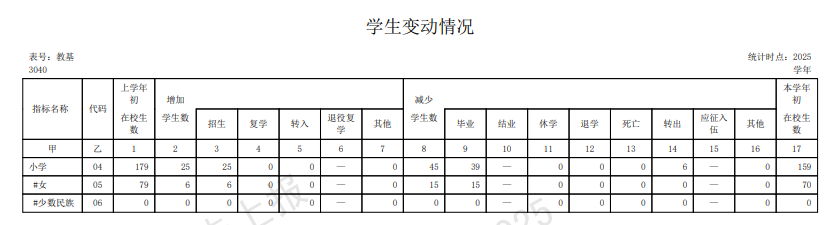 学生变动情况
表号：教基 统计时点：2025
3040 学年
指标名称 代码 上学年初在校生数 增加学生数 招生 复学 转入 退役复学 其他 减少学生数 毕业 结业 休学 退学 死亡 转出 应征入伍 其他 本学年初在校生数
甲 乙 1 2 3 4 5 6 7 8 9 10 11 12 13 14 15 16 17
小学 04 179 25 25 0 0 — 0 45 39 — 0 0 0 6 — 0 159
#女 05 79 6 6 0 0 — 0 15 15 — 0 0 0 0 — 0 70
#少数民族 06 0 0 0 0 0 — 0 0 0 — 0 0 0 0 — 0 0
上报
2025